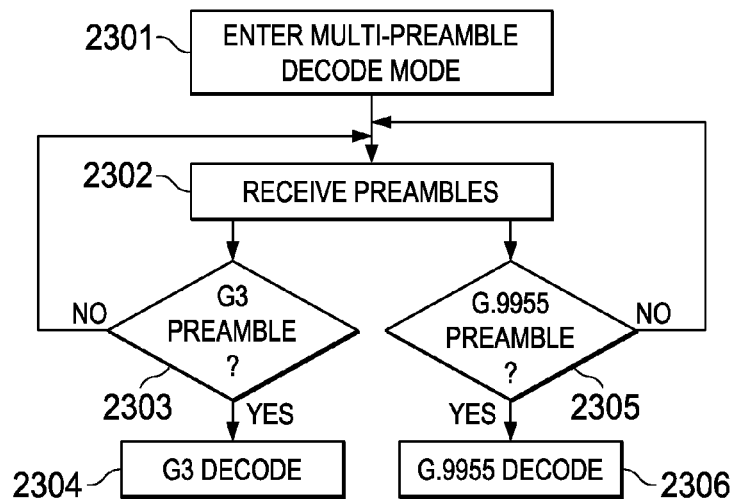 2301
ENTER MULTI-PREAMBLE
DECODE MODE
2302
RECEIVE PREAMBLES
NO
G3
PREAMBLE
?
2303
YES
G.9955
PREAMBLE
?
NO
2305
YES
2304
G3 DECODE
G.9955 DECODE
2306